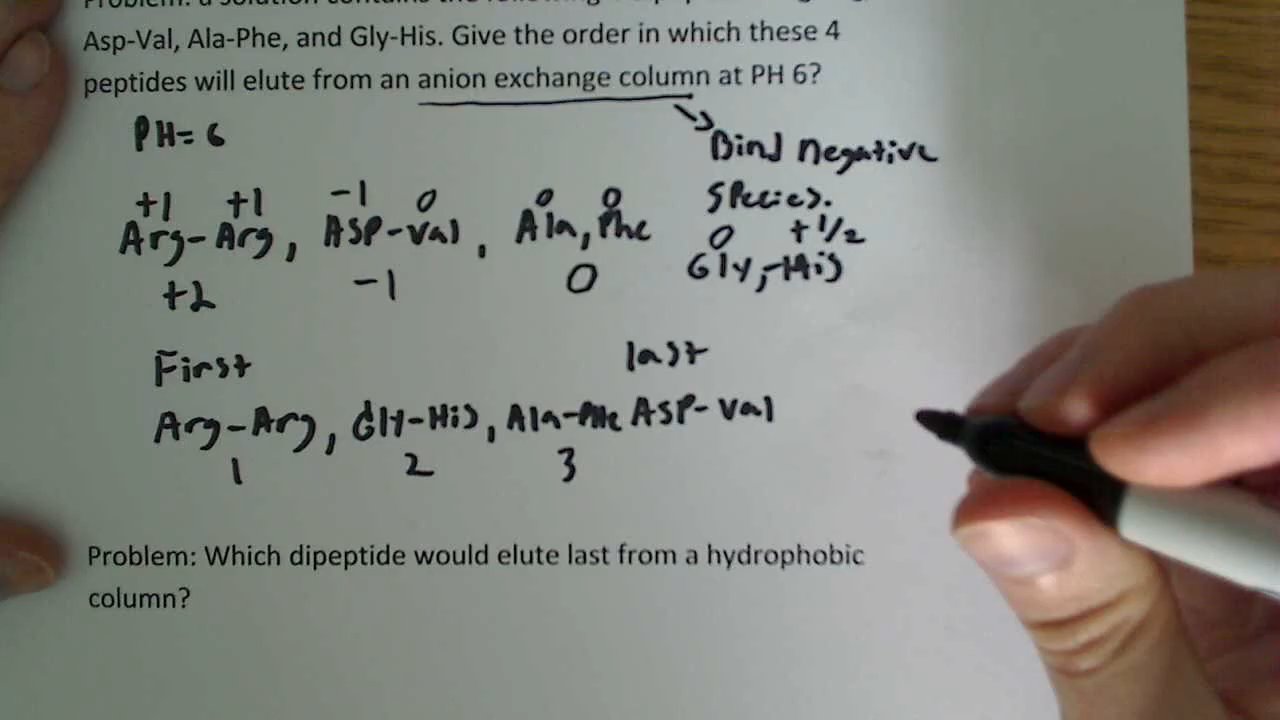 Asp-Val, Ala-Phe, and Gly-His. Give the order in which these 4
peptides will elute from an anion exchange column at PH 6?
PH= 6
Bind negative
species.
+1 +1 -1 0 0 0 0 +1/2
Arg-Arg, ASP-val, Ala, Phe Gly,-His
+2 -1 0
First last
Arg-Arg, Gly-His, Ala-Phe ASP-val
1 2 3
Problem: Which dipeptide would elute last from a hydrophobic
column?